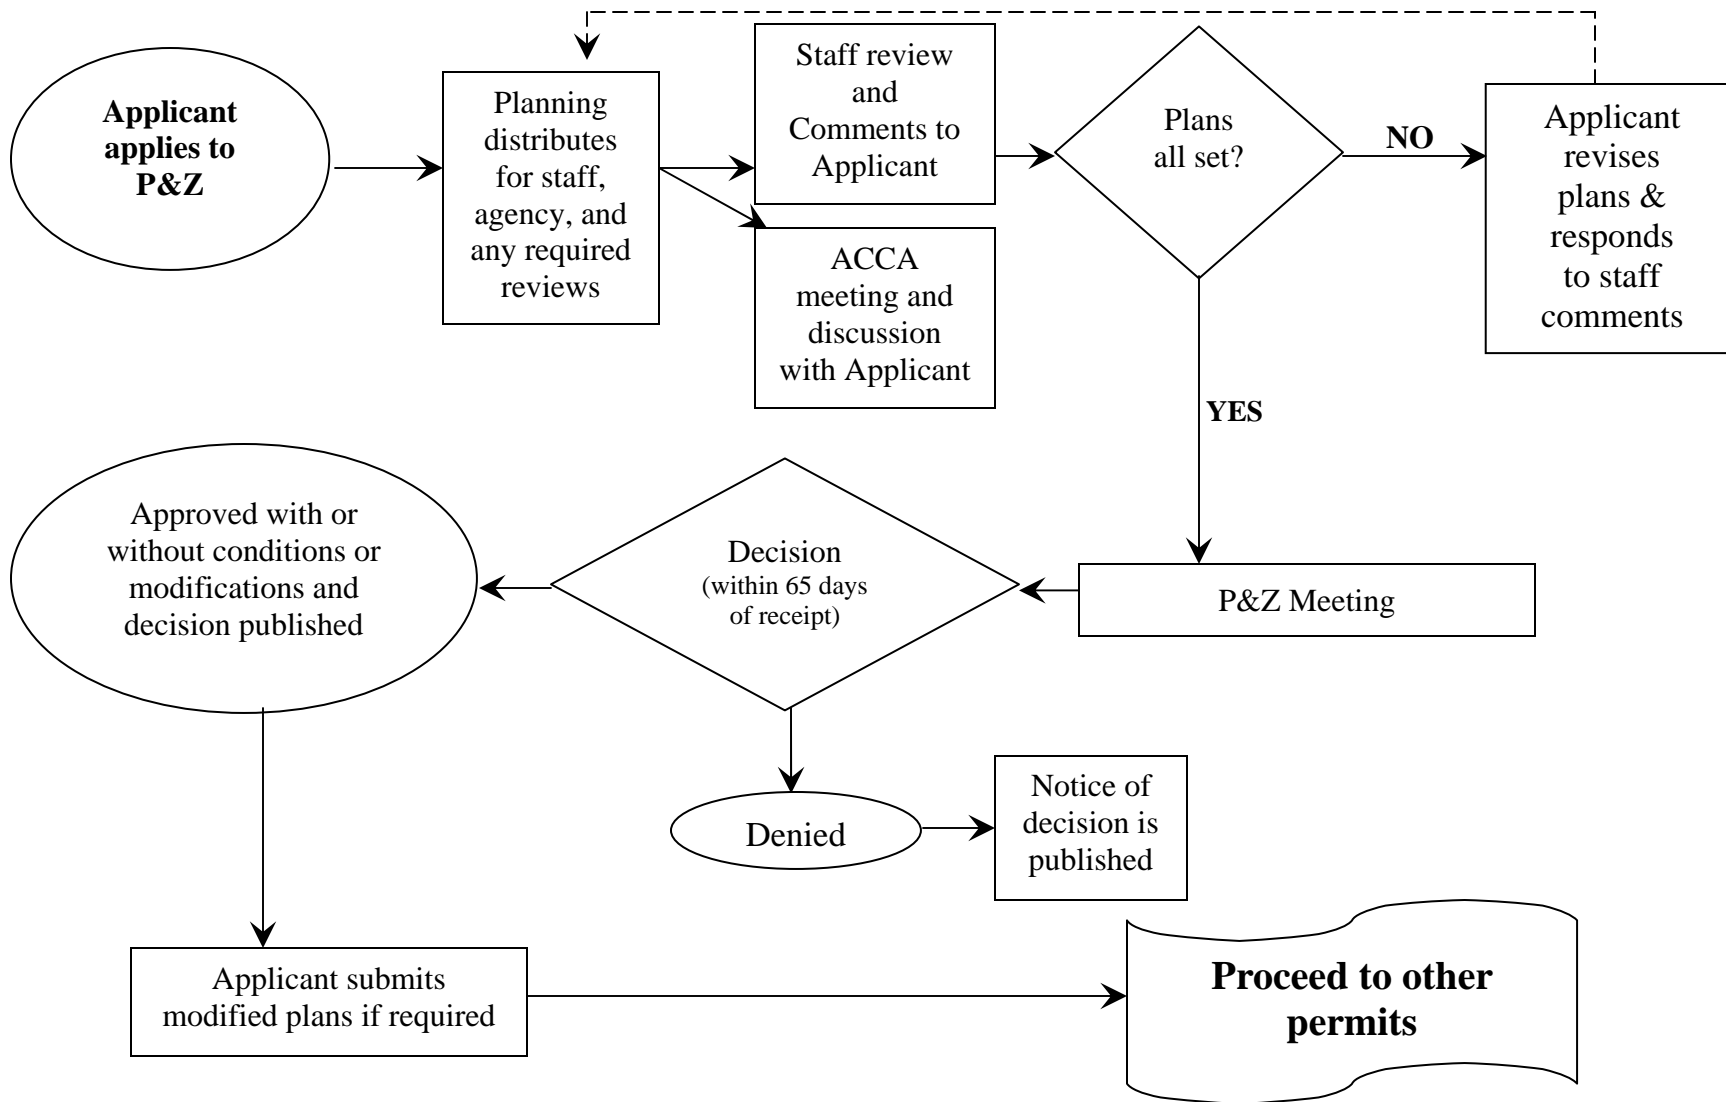 Applicant
applies to
P&Z
Planning
distributes
for staff,
agency, and
any required
reviews
Staff review
and
Comments to
Applicant
ACCA
meeting and
discussion
with Applicant
Plans
all set?
NO
Applicant
revises
plans &
responds
to staff
comments
YES
P&Z Meeting
Decision
(within 65 days
of receipt)
Approved with or
without conditions or
modifications and
decision published
Denied
Notice of
decision is
published
Applicant submits
modified plans if required
Proceed to other
permits